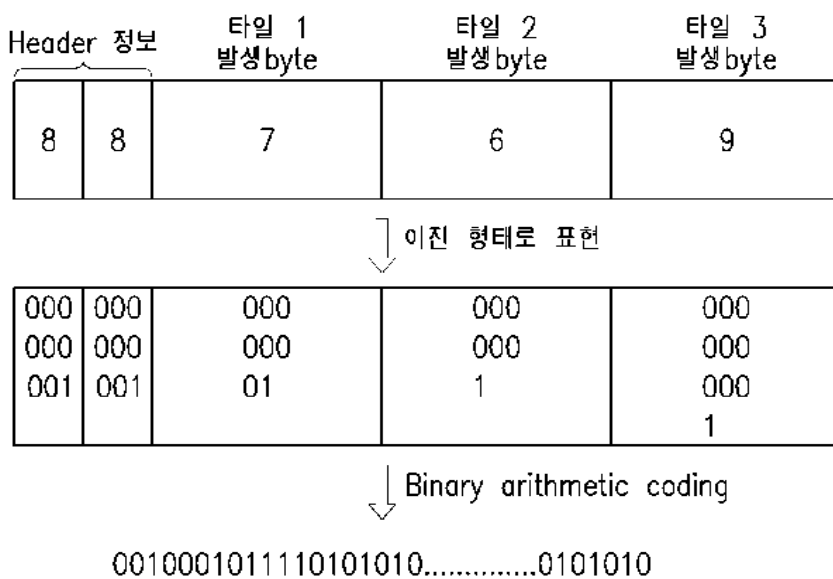 Header 정보
타일 1
발생byte
타일 2
발생byte
타일 3
발생byte
8 8 7 6 9
이진 형태로 표현
000 000 000 000 000
000 000 000 000 000
001 001 01 1 000
1
Binary arithmetic coding
0010001011110101010..............0101010